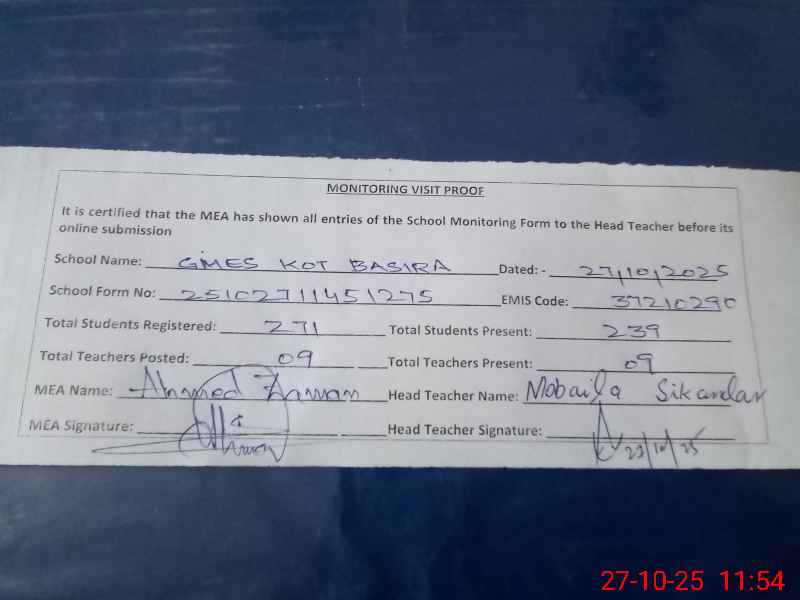 MONITORING VISIT PROOF
It is certified that the MEA has shown all entries of the School Monitoring Form to the Head Teacher before its
online submission
School Name: GMES KOT BASIRA Dated: - 27/10/2025
School Form No: 25102711451275 EMIS Code: 37210290
Total Students Registered: 271 Total Students Present: 239
Total Teachers Posted: 09 Total Teachers Present: 09
MEA Name: Ahmed Head Teacher Name: Mobaila Sikandar
MEA Signature: Head Teacher Signature:
27/10/25
27-10-25 11:54